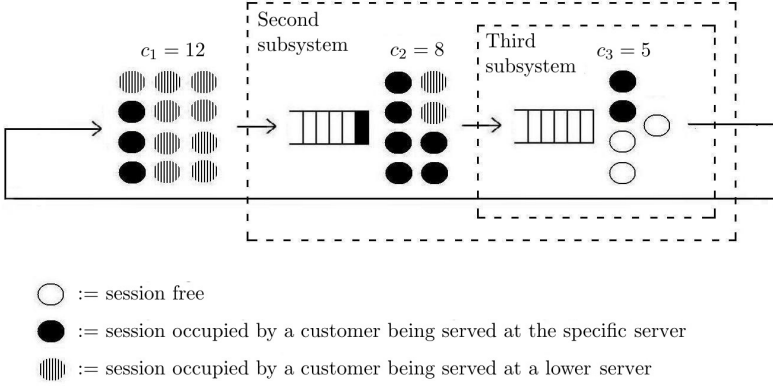 Second
subsystem
Third
subsystem
c₁ = 12
c₂ = 8
c₃ = 5
:= session free
:= session occupied by a customer being served at the specific server
:= session occupied by a customer being served at a lower server